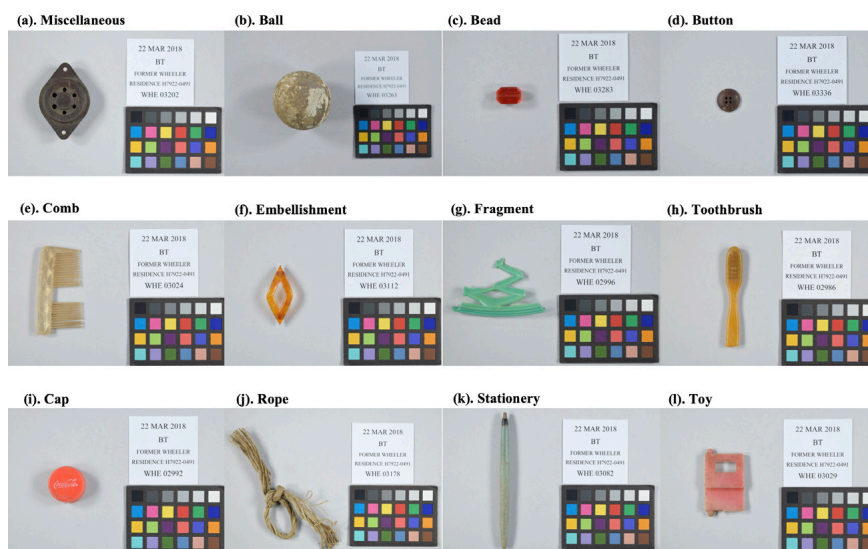 (a). Miscellaneous
(b). Ball
(c). Bead
(d). Button
22 MAR 2018
BT
FORMER WHEELER
RESIDENCE H7922-0491
WHE 03202
22 MAR 2018
BT
FORMER WHEELER
RESIDENCE H7922-0491
WHE 03203
22 MAR 2018
BT
FORMER WHEELER
RESIDENCE H7922-0491
WHE 03283
22 MAR 2018
BT
FORMER WHEELER
RESIDENCE H7922-0491
WHE 03336
(e). Comb
(f). Embellishment
(g). Fragment
(h). Toothbrush
22 MAR 2018
BT
FORMER WHEELER
RESIDENCE H7922-0491
WHE 03024
22 MAR 2018
BT
FORMER WHEELER
RESIDENCE H7922-0491
WHE 03112
22 MAR 2018
BT
FORMER WHEELER
RESIDENCE H7922-0491
WHE 02996
22 MAR 2018
BT
FORMER WHEELER
RESIDENCE H7922-0491
WHE 02986
(i). Cap
(j). Rope
(k). Stationery
(l). Toy
Coca-Cola
22 MAR 2018
BT
FORMER WHEELER
RESIDENCE H7922-0491
WHE 02992
22 MAR 2018
BT
FORMER WHEELER
RESIDENCE H7922-0491
WHE 03178
22 MAR 2018
BT
FORMER WHEELER
RESIDENCE H7922-0491
WHE 03082
22 MAR 2018
BT
FORMER WHEELER
RESIDENCE H7922-0491
WHE 03029